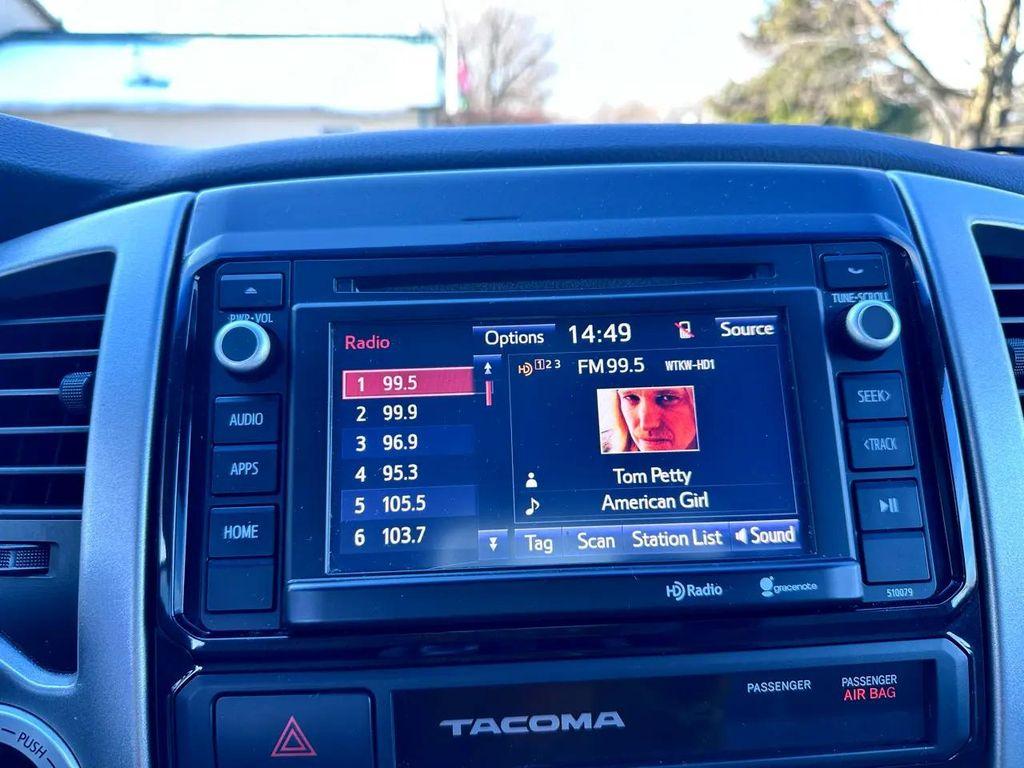 PWR•VOL
TUNE•SCROLL
Radio
Options
14:49
Source
1 99.5
2 99.9
3 96.9
4 95.3
5 105.5
6 103.7
HD 1 2 3
FM 99.5
WTKW-HD1
Tom Petty
American Girl
Tag
Scan
Station List
Sound
AUDIO
APPS
HOME
SEEK>
<TRACK
HD Radio
gracenote
510079
PASSENGER
PASSENGER
AIR BAG
TACOMA
PUSH